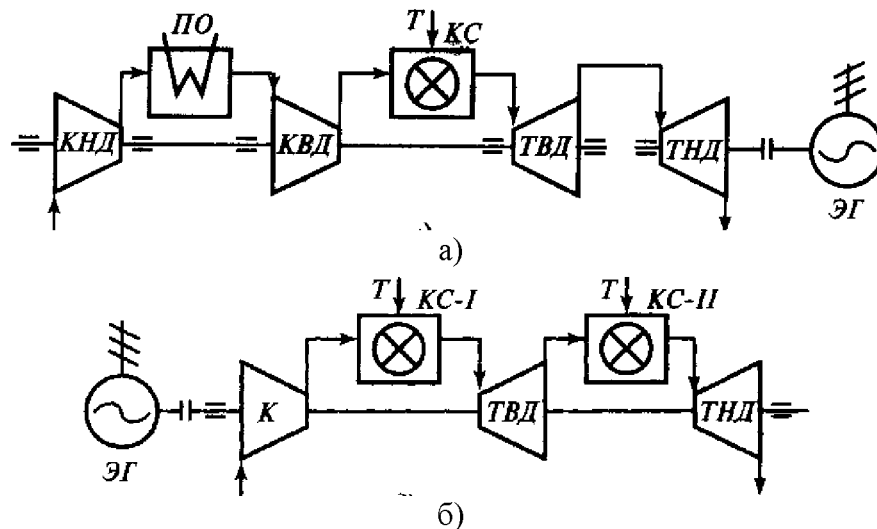 ПО
Т
КС
КНД
КВД
ТВД
ТНД
ЭГ
а)
Т
КС-I
Т
КС-II
К
ТВД
ТНД
ЭГ
б)